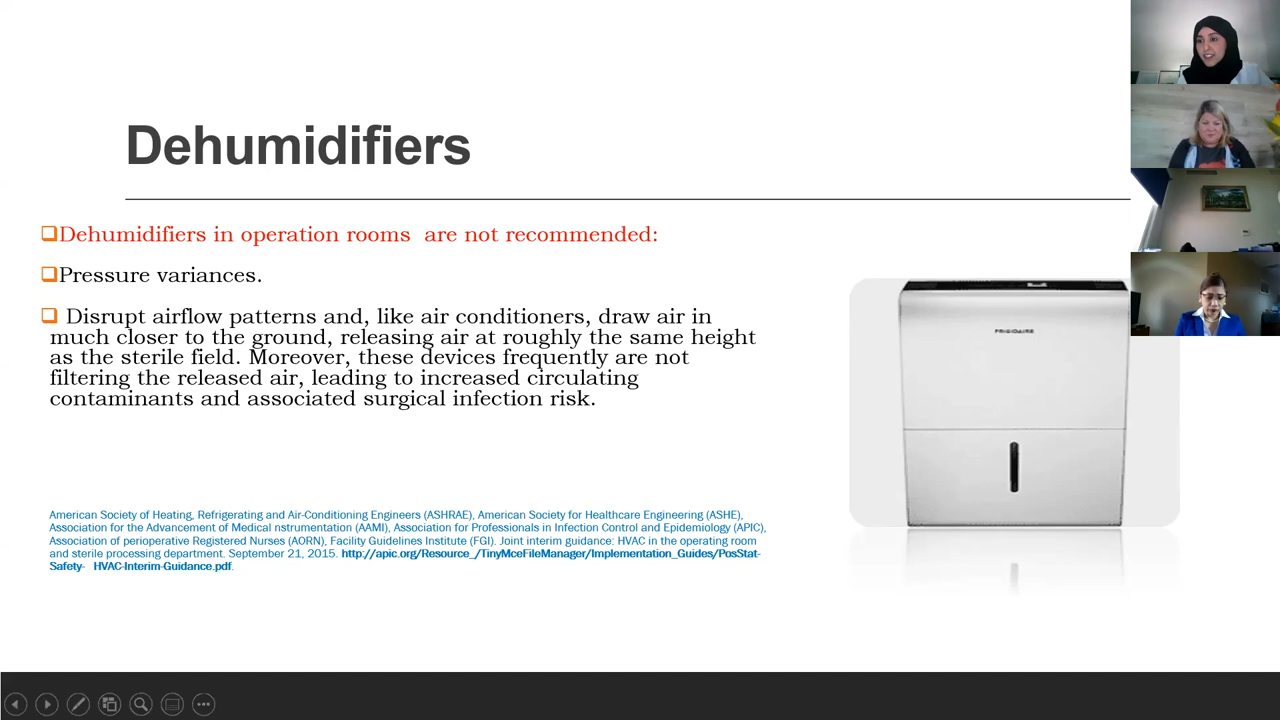 Dehumidifiers
Dehumidifiers in operation rooms are not recommended:
Pressure variances.
Disrupt airflow patterns and, like air conditioners, draw air in
much closer to the ground, releasing air at roughly the same height
as the sterile field. Moreover, these devices frequently are not
filtering the released air, leading to increased circulating
contaminants and associated surgical infection risk.
FRIGIDAIRE
American Society of Heating, Refrigerating and Air-Conditioning Engineers (ASHRAE), American Society for Healthcare Engineering (ASHE),
Association for the Advancement of Medical nstrumentation (AAMI), Association for Professionals in Infection Control and Epidemiology (APIC),
Association of perioperative Registered Nurses (AORN), Facility Guidelines Institute (FGI). Joint interim guidance: HVAC in the operating room
and sterile processing department. September 21, 2015. http://apic.org/Resource_/TinyMceFileManager/Implementation_Guides/PosStat-
Safety- HVAC-Interim-Guidance.pdf.